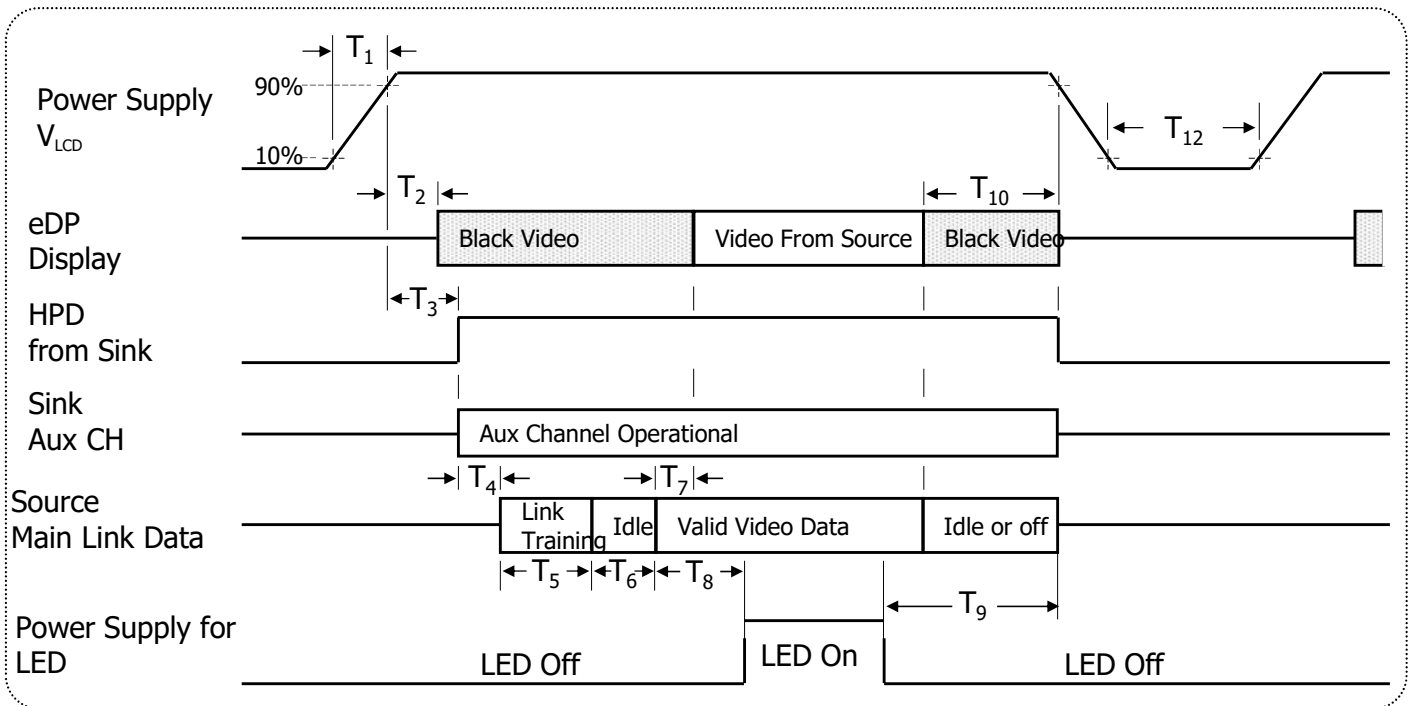 T1
90%
Power Supply
VLCD
10%
T12
T2
T10
eDP
Display
Black Video
Video From Source
Black Video
T3
HPD
from Sink
Sink
Aux CH
Aux Channel Operational
T4
T7
Source
Main Link Data
Link
Training
Idle
Valid Video Data
Idle or off
T5
T6
T8
T9
Power Supply for
LED
LED Off
LED On
LED Off